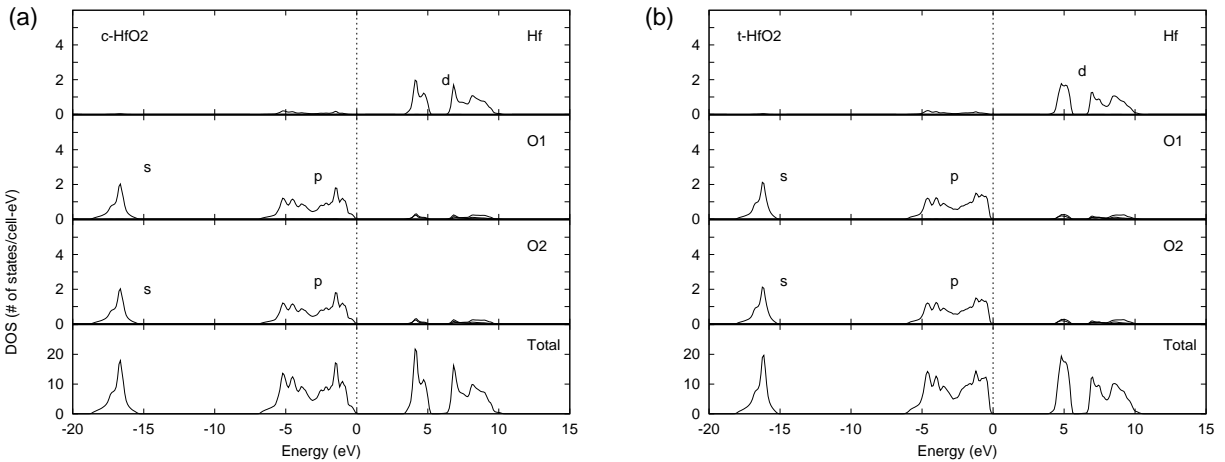 (a)
c-HfO2
Hf
d
6
4
2
0
O1
s
p
4
2
0
O2
s
p
4
2
0
Total
20
10
0
-20 -15 -10 -5 0 5 10 15
Energy (eV)
DOS (# of states/cell-eV)
(b)
t-HfO2
Hf
d
6
4
2
0
O1
s
p
4
2
0
O2
s
p
4
2
0
Total
20
10
0
-20 -15 -10 -5 0 5 10 15
Energy (eV)